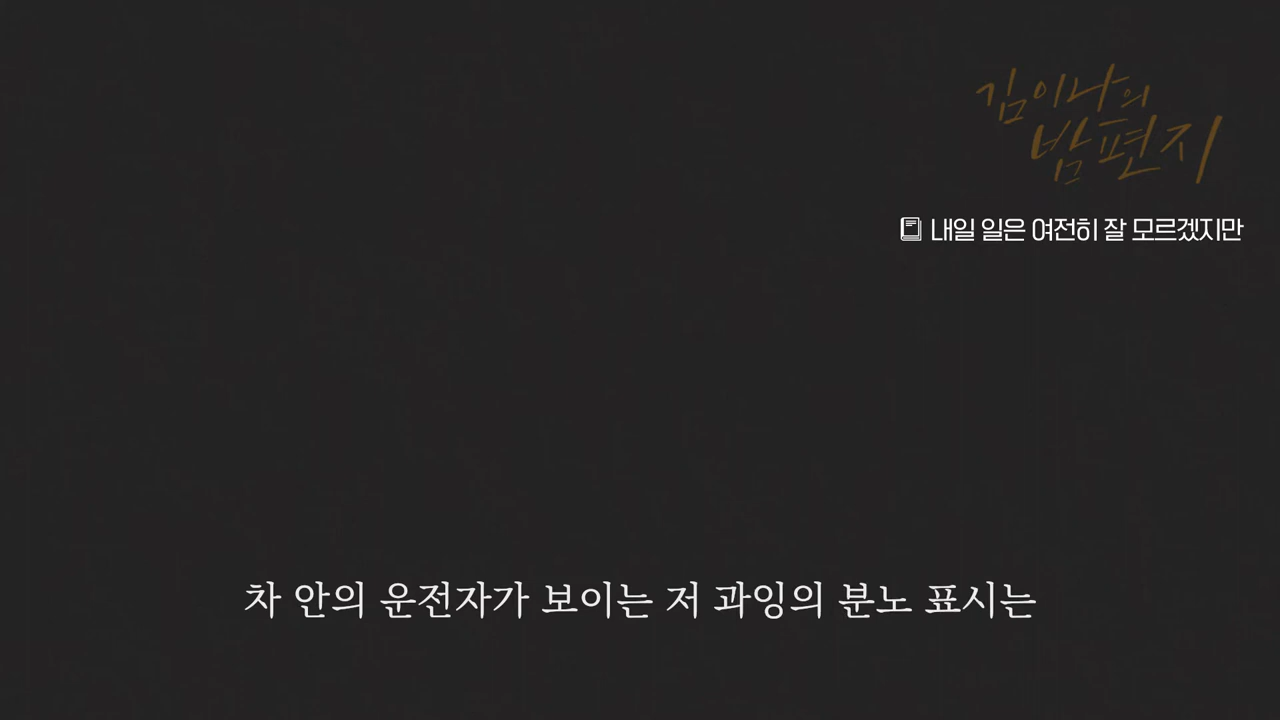 김이나의
밤편지
내일 일은 여전히 잘 모르겠지만
차 안의 운전자가 보이는 저 과잉의 분노 표시는